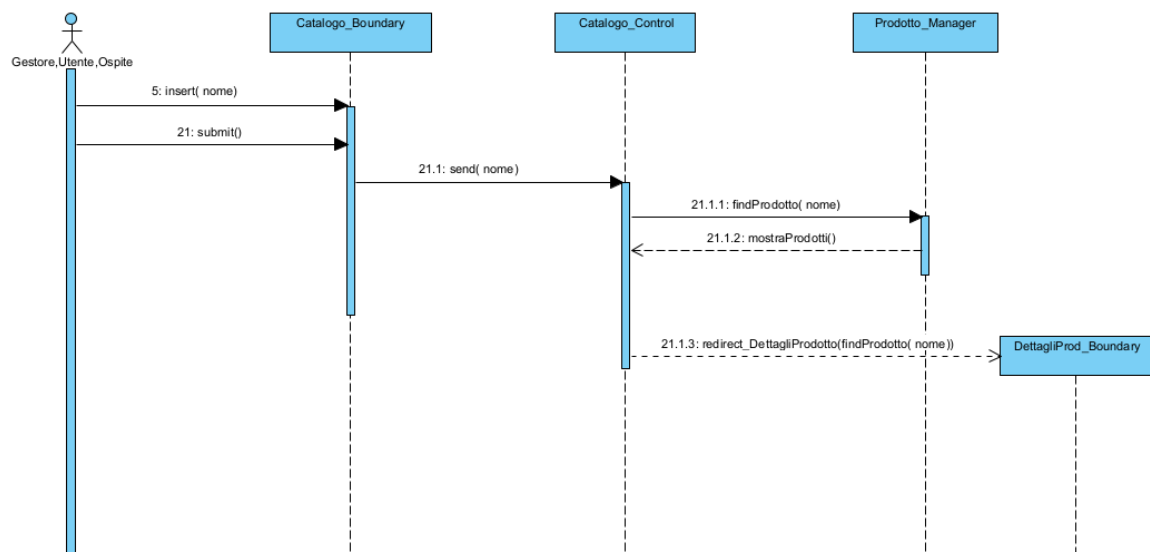 Catalogo_Boundary
Catalogo_Control
Prodotto_Manager
Gestore,Utente,Ospite
5: insert( nome)
21: submit()
21.1: send( nome)
21.1.1: findProdotto( nome)
21.1.2: mostraProdotti()
21.1.3: redirect_DettagliProdotto(findProdotto( nome))
DettagliProd_Boundary